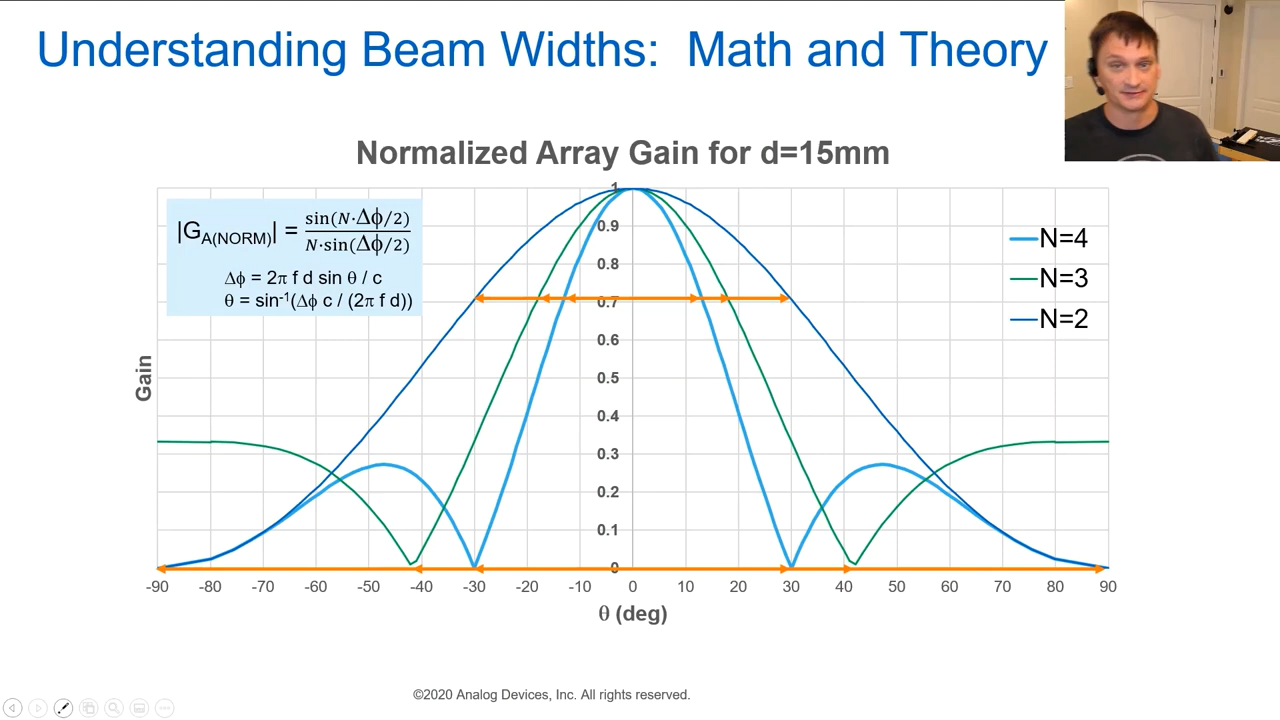 Understanding Beam Widths: Math and Theory
Normalized Array Gain for d=15mm
|G_A(NORM)| = sin(N·Δϕ/2) / N·sin(Δϕ/2)
Δϕ = 2π f d sin θ / c
θ = sin⁻¹(Δϕ c / (2π f d))
N=4
N=3
N=2
1
0.9
0.8
0.7
0.6
0.5
0.4
0.3
0.2
0.1
0
Gain
-90 -80 -70 -60 -50 -40 -30 -20 -10 0 10 20 30 40 50 60 70 80 90
θ (deg)
©2020 Analog Devices, Inc. All rights reserved.